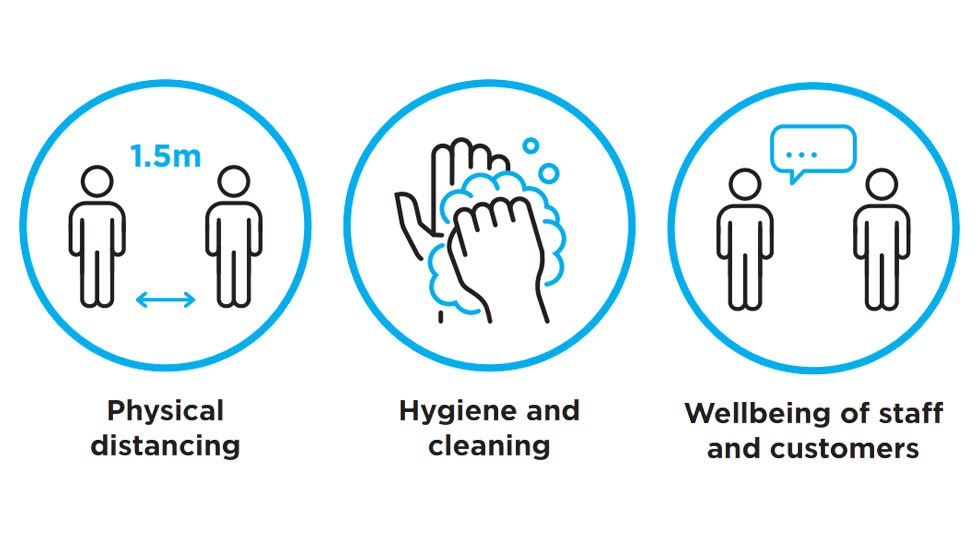 1.5m
Physical
distancing
Hygiene and
cleaning
...
Wellbeing of staff
and customers